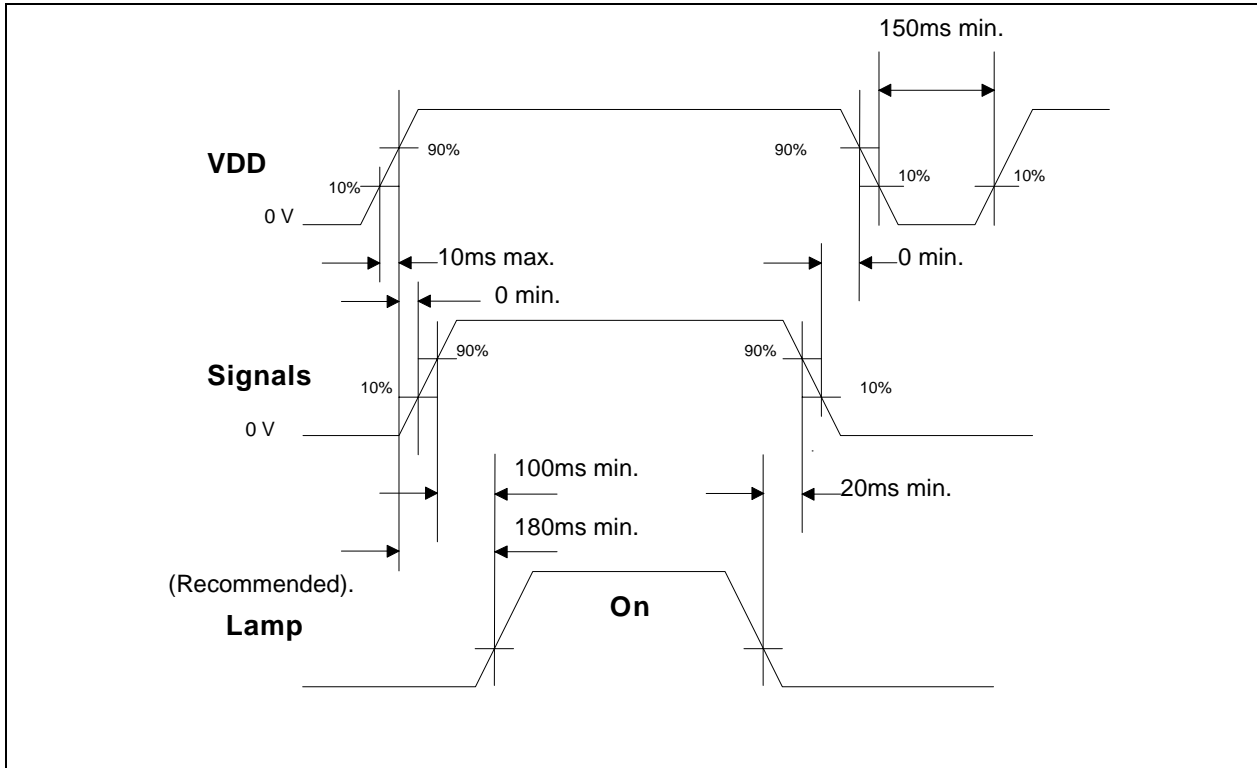 150ms min.
90%
90%
VDD
10%
10%
10%
0 V
10ms max.
0 min.
0 min.
90%
90%
Signals
10%
10%
0 V
100ms min.
20ms min.
180ms min.
(Recommended).
On
Lamp